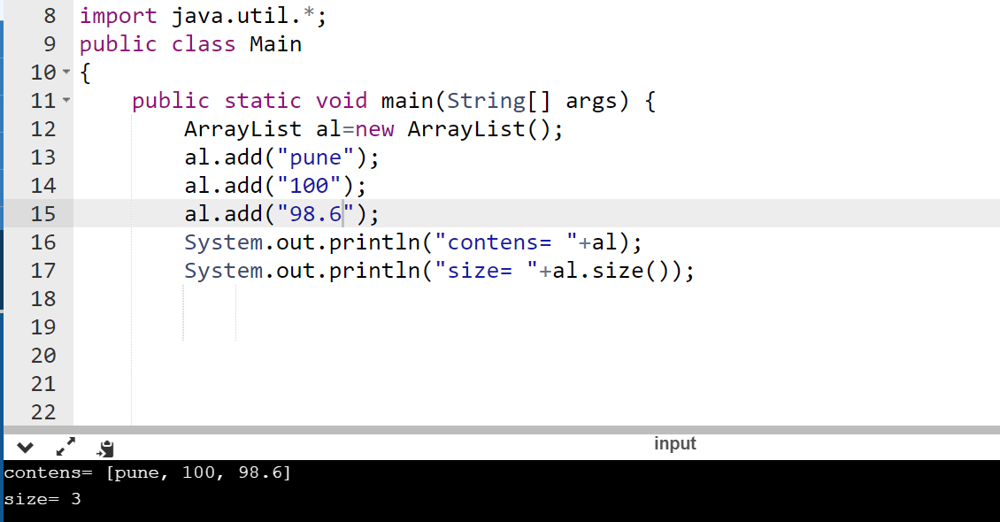 8 import java.util.*;
9 public class Main
10 {
11     public static void main(String[] args) {
12         ArrayList al=new ArrayList();
13         al.add("pune");
14         al.add("100");
15         al.add("98.6");
16         System.out.println("contens= "+al);
17         System.out.println("size= "+al.size());
18
19
20
21
22
input
contens= [pune, 100, 98.6]
size= 3